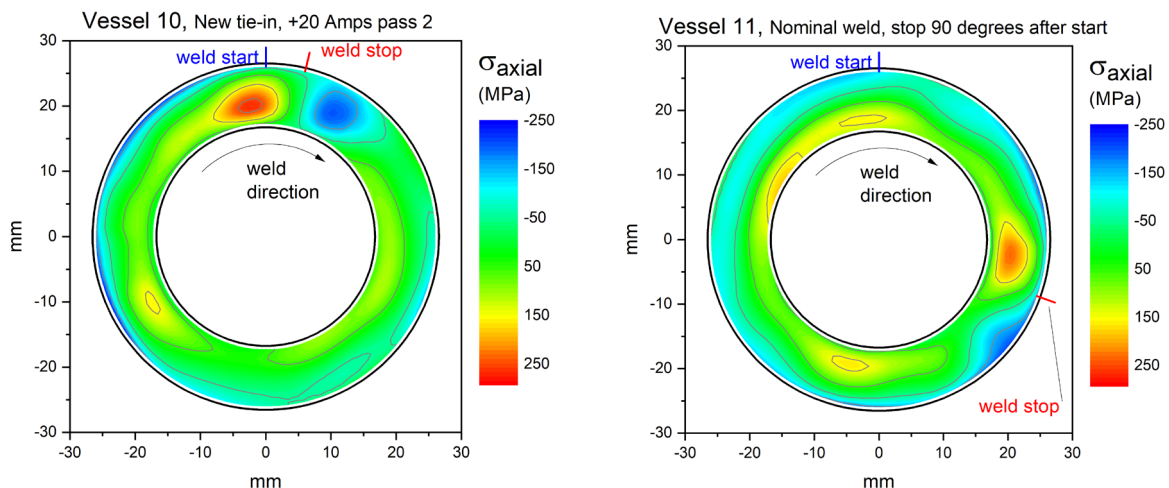 Vessel 10, New tie-in, +20 Amps pass 2
weld start
weld stop
weld
direction
30
20
10
0
-10
-20
-30
mm
-30 -20 -10 0 10 20 30
mm
σaxial
(MPa)
-250
-150
-50
50
150
250
Vessel 11, Nominal weld, stop 90 degrees after start
weld start
weld
direction
weld stop
30
20
10
0
-10
-20
-30
mm
-30 -20 -10 0 10 20 30
mm
σaxial
(MPa)
-250
-150
-50
50
150
250